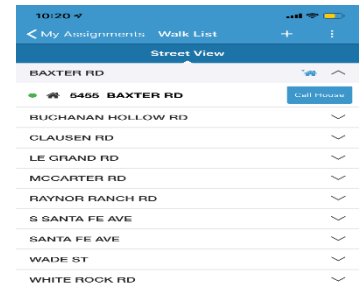 10:20
My Assignments Walk List
Street View
BAXTER RD
5455 BAXTER RD Call House
BUCHANAN HOLLOW RD
CLAUSEN RD
LE GRAND RD
MCCARTER RD
RAYNOR RANCH RD
S SANTA FE AVE
SANTA FE AVE
WADE ST
WHITE ROCK RD